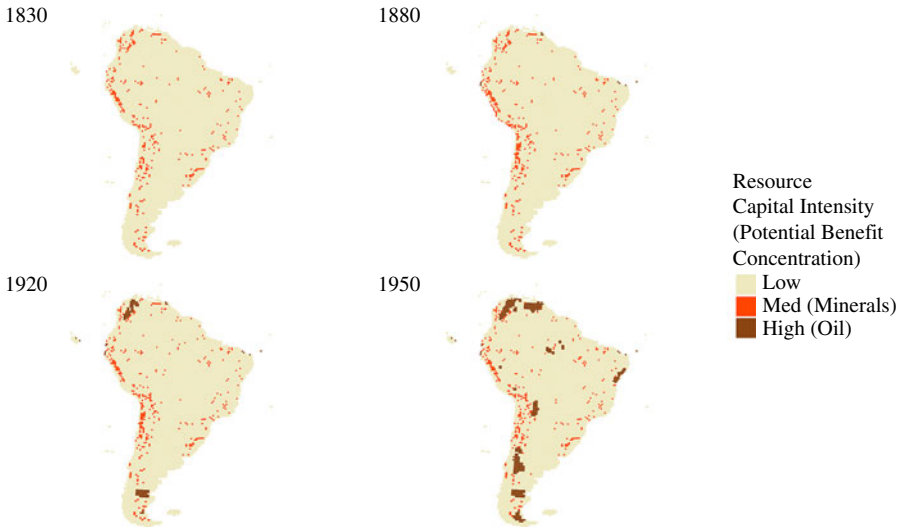 1830
1880
1920
1950
Resource
Capital Intensity
(Potential Benefit
Concentration)
Low
Med (Minerals)
High (Oil)